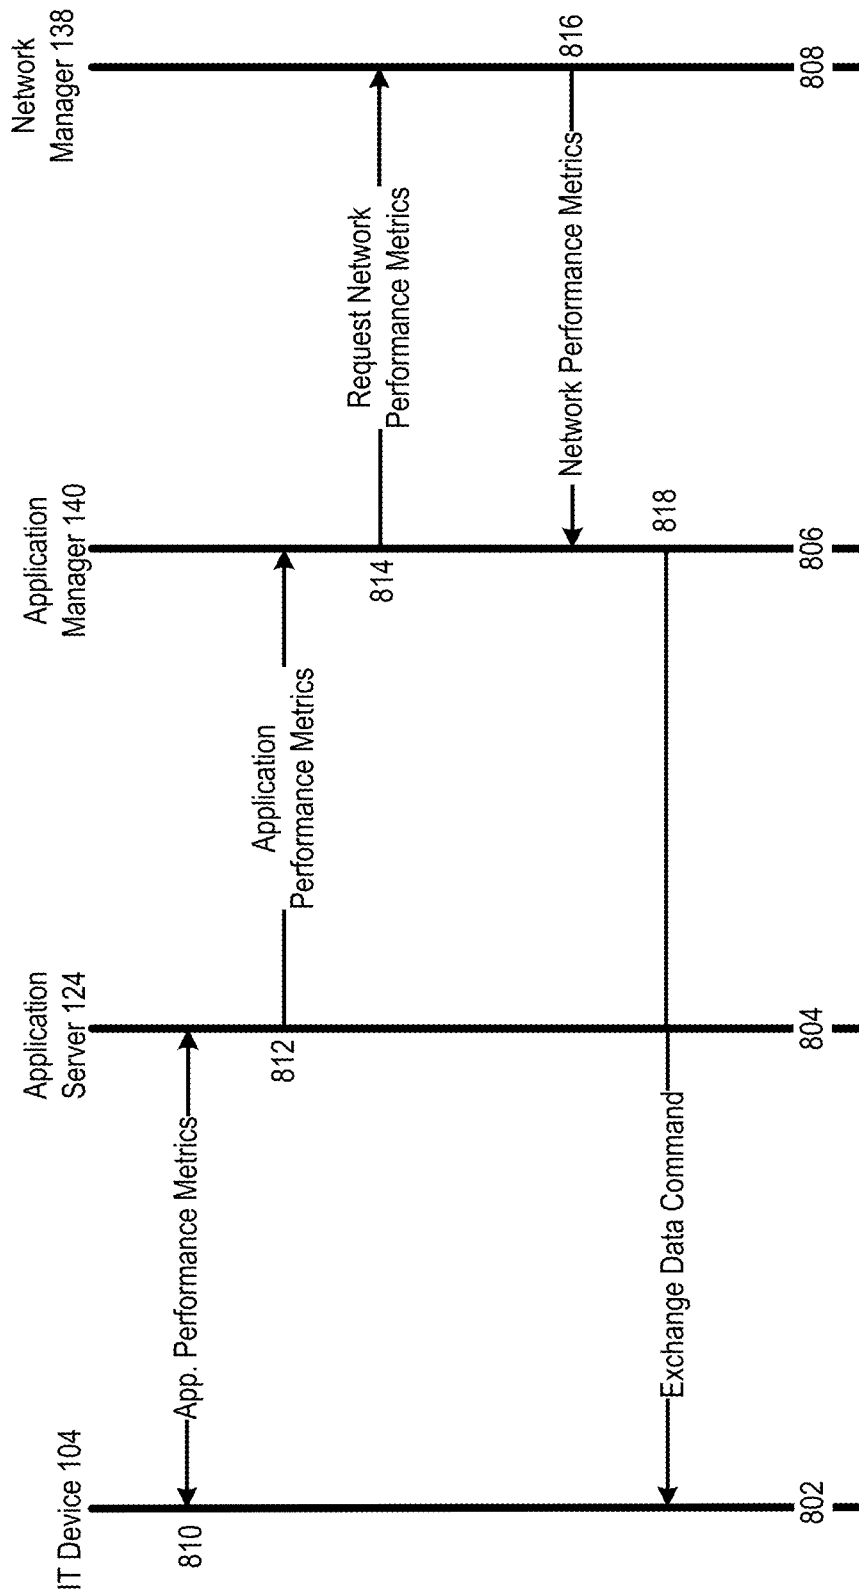 IT Device 104
Application
Server 124
Application
Manager 140
Network
Manager 138
App. Performance Metrics
810
Application
Performance Metrics
812
Request Network
Performance Metrics
814
Network Performance Metrics
816
Exchange Data Command
818
802
804
806
808